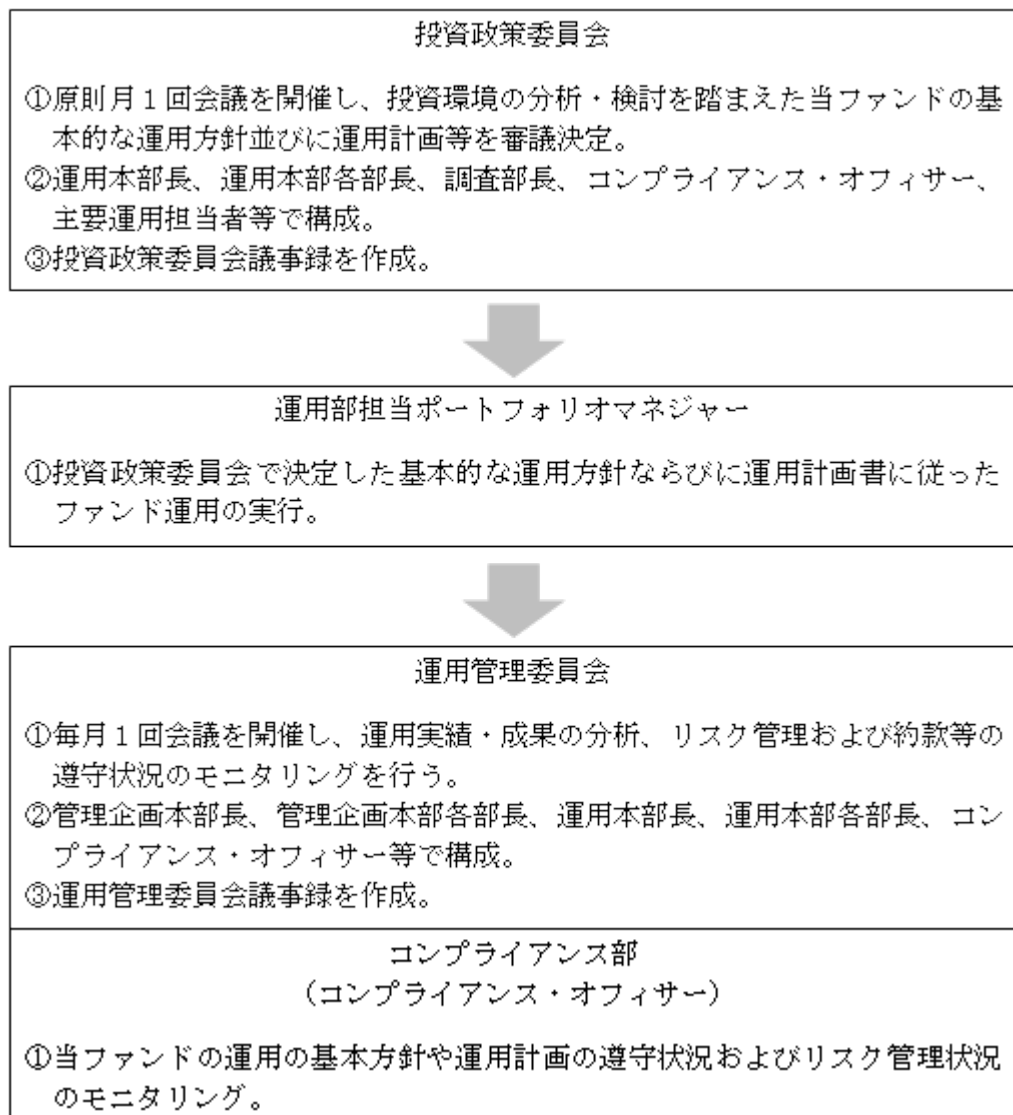 投資政策委員会
①原則月１回会議を開催し、投資環境の分析・検討を踏まえた当ファンドの基
本的な運用方針並びに運用計画等を審議決定。
②運用本部長、運用本部各部長、調査部長、コンプライアンス・オフィサー、
主要運用担当者等で構成。
③投資政策委員会議事録を作成。
運用部担当ポートフォリオマネジャー
①投資政策委員会で決定した基本的な運用方針ならびに運用計画書に従った
ファンド運用の実行。
運用管理委員会
①毎月１回会議を開催し、運用実績・成果の分析、リスク管理および約款等の
遵守状況のモニタリングを行う。
②管理企画本部長、管理企画本部各部長、運用本部長、運用本部各部長、コン
プライアンス・オフィサー等で構成。
③運用管理委員会議事録を作成。
コンプライアンス部
（コンプライアンス・オフィサー）
①当ファンドの運用の基本方針や運用計画の遵守状況およびリスク管理状況
のモニタリング。